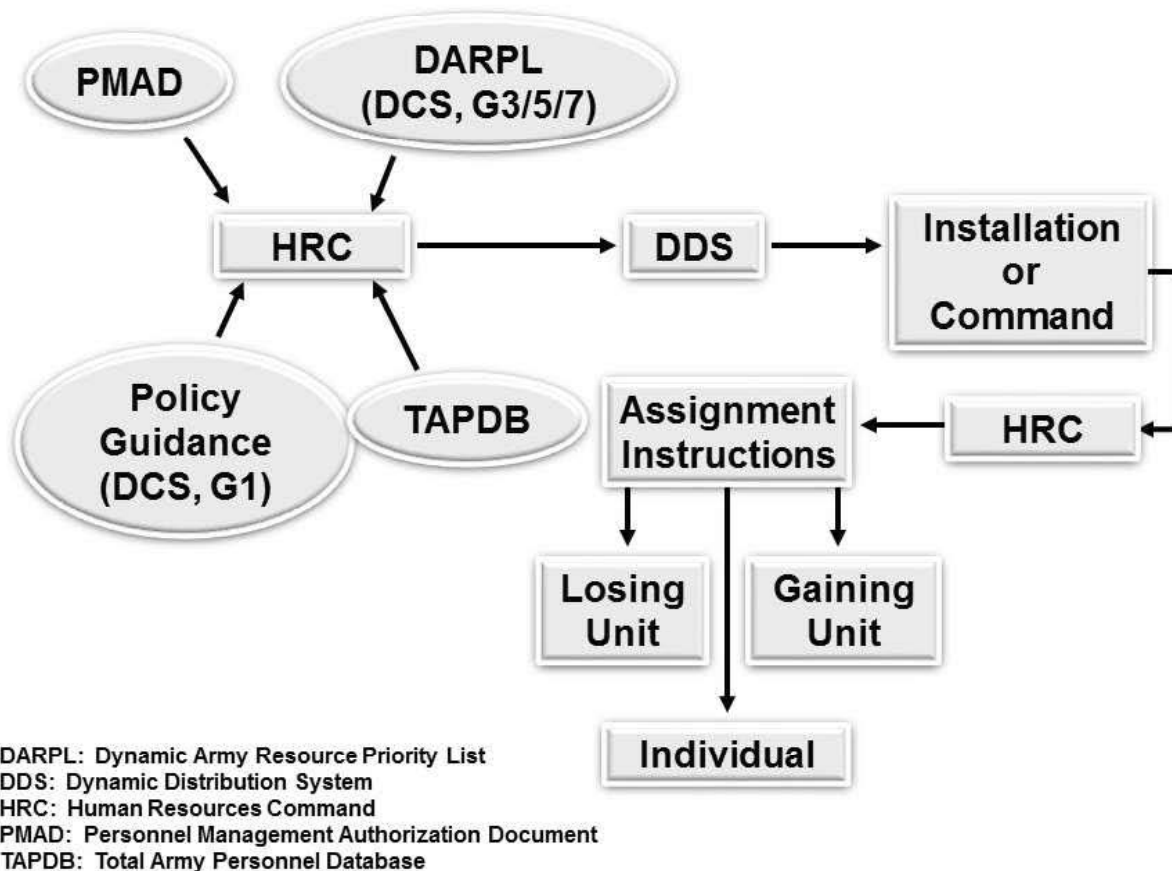 PMAD
DARPL
(DCS, G3/5/7)
HRC
DDS
Installation
or
Command
Policy
Guidance
(DCS, G1)
TAPDB
Assignment
Instructions
HRC
Losing
Unit
Gaining
Unit
Individual
DARPL: Dynamic Army Resource Priority List
DDS: Dynamic Distribution System
HRC: Human Resources Command
PMAD: Personnel Management Authorization Document
TAPDB: Total Army Personnel Database